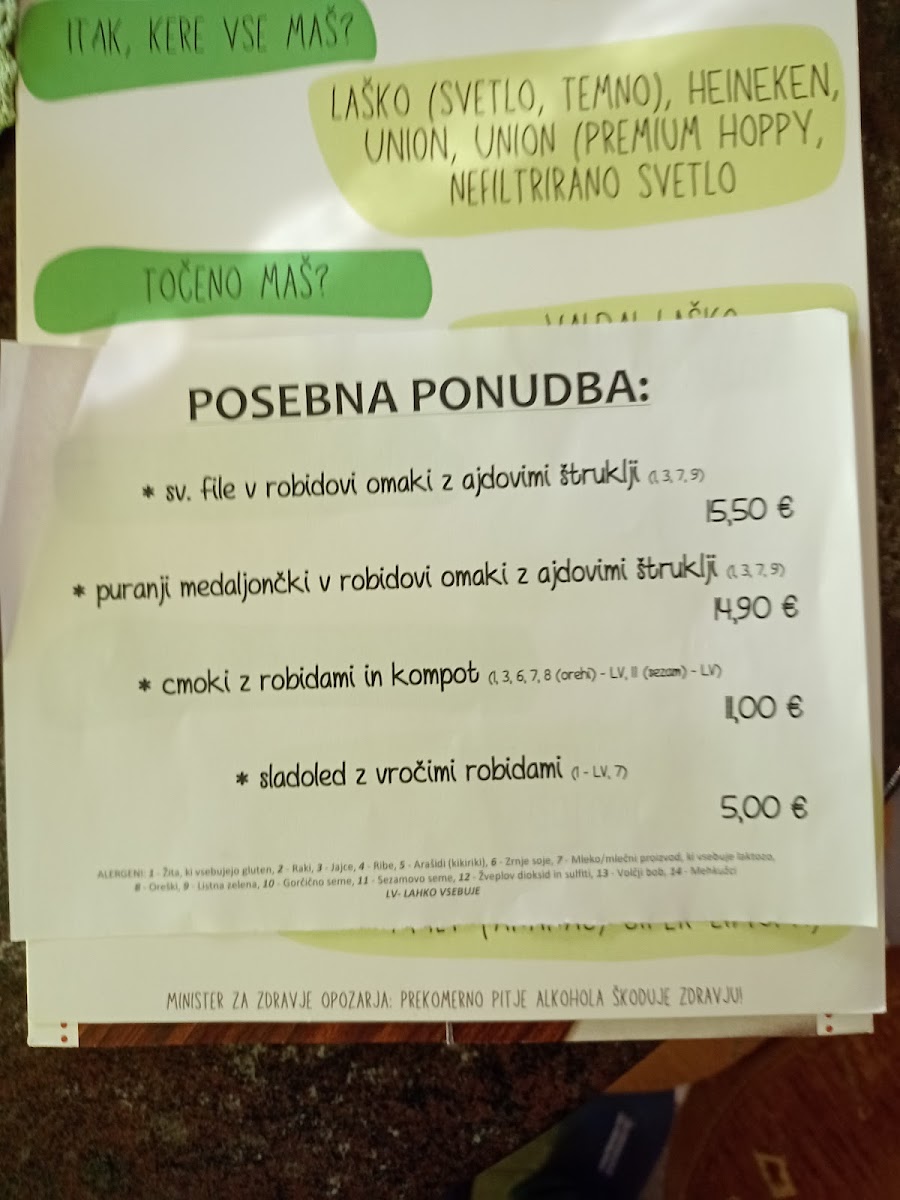 ITAK, KERE VSE MAŠ?
LAŠKO (SVETLO, TEMNO), HEINEKEN,
UNION, UNION (PREMIUM HOPPY,
NEFILTRIRANO SVETLO
TOČENO MAŠ?
LAŠKO
POSEBNA PONUDBA:
* sv. file v robidovi omaki z ajdovimi štruklji (1, 3, 7, 9)
15,50 €
* puranji medaljončki v robidovi omaki z ajdovimi štruklji (1, 3, 7, 9)
14,90 €
* cmoki z robidami in kompot (1, 3, 6, 7, 8 (orehi) - LV, 11 (sezam) - LV)
11,00 €
* sladoled z vročimi robidami (1 - LV, 7)
5,00 €
ALERGENI: 1 - Žita, ki vsebujejo gluten, 2 - Raki, 3 - Jajce, 4 - Ribe, 5 - Arašidi (kikiriki), 6 - Zrnje soje, 7 - Mleko/mlečni proizvod, ki vsebuje laktozo,
8 - Oreški, 9 - Listna zelena, 10 - Gorčično seme, 11 - Sezamovo seme, 12 - Žveplov dioksid in sulfiti, 13 - Volčji bob, 14 - Mehkužci
LV- LAHKO VSEBUJE
MINISTER ZA ZDRAVJE OPOZARJA: PREKOMERNO PITJE ALKOHOLA ŠKODUJE ZDRAVJU!